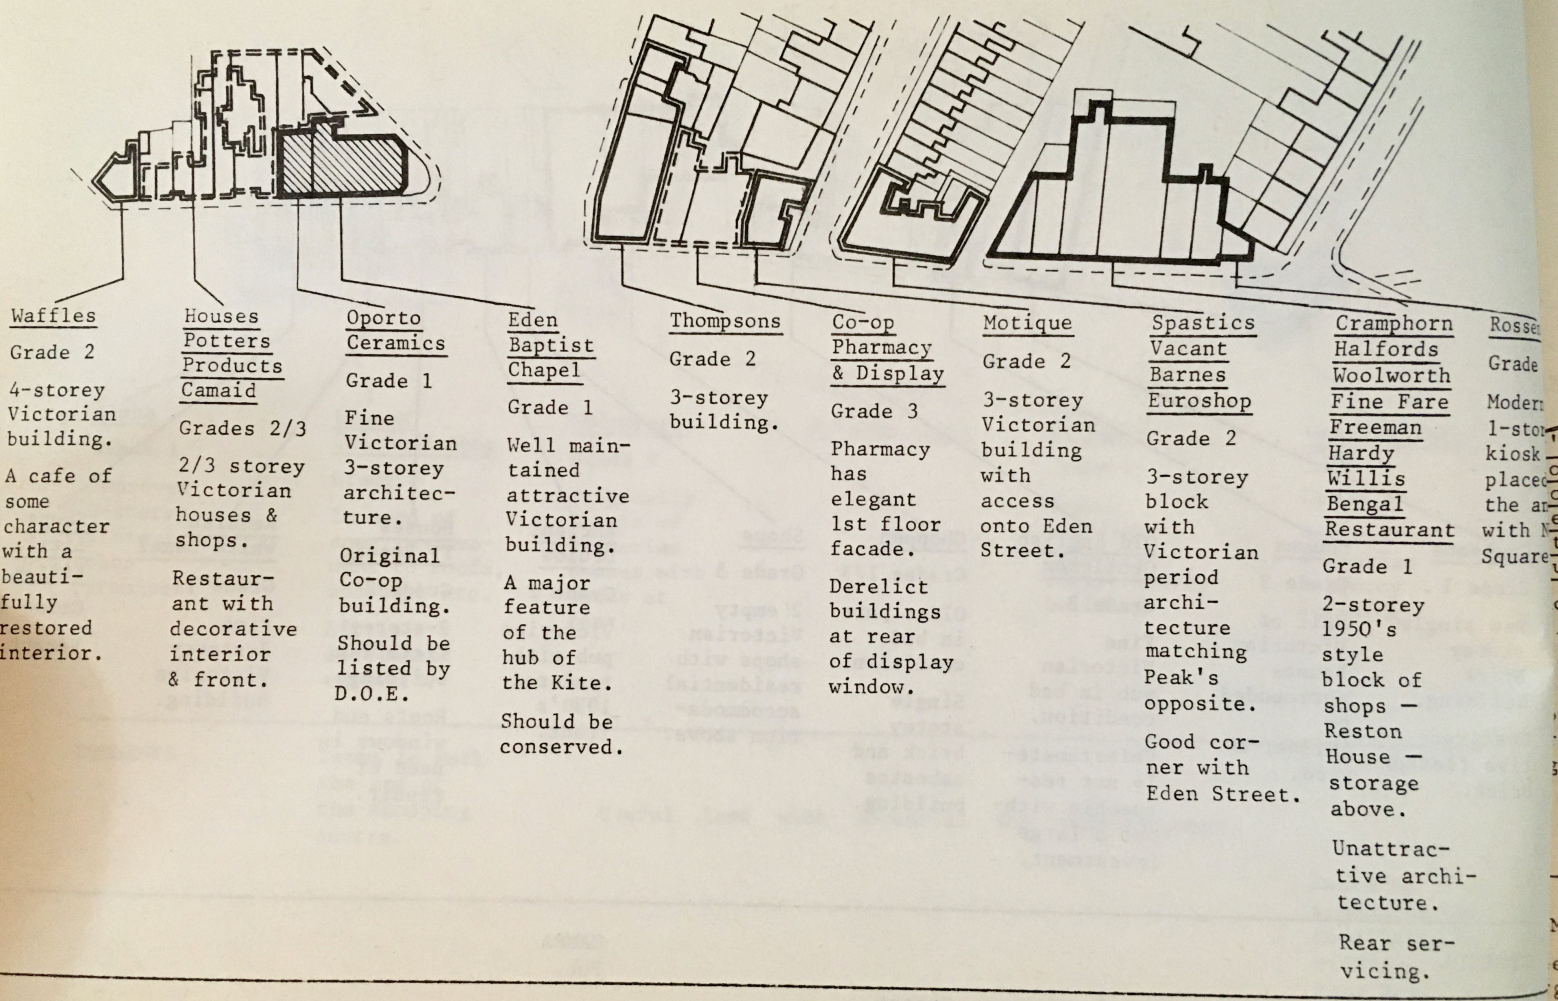 Waffles
Grade 2
4-storey
Victorian
building.
A cafe of
some
character
with a
beauti-
fully
restored
interior.
Houses
Potters
Products
Camaid
Grades 2/3
2/3 storey
Victorian
houses &
shops.
Restaur-
ant with
decorative
interior
& front.
Oporto
Ceramics
Grade 1
Fine
Victorian
3-storey
architec-
ture.
Original
Co-op
building.
Should be
listed by
D.O.E.
Eden
Baptist
Chapel
Grade 1
Well main-
tained
attractive
Victorian
building.
A major
feature
of the
hub of
the Kite.
Should be
conserved.
Thompsons
Grade 2
3-storey
building.
Co-op
Pharmacy
& Display
Grade 3
Pharmacy
has
elegant
1st floor
facade.
Derelict
buildings
at rear
of display
window.
Motique
Grade 2
3-storey
Victorian
building
with
access
onto Eden
Street.
Spastics
Vacant
Barnes
Euroshop
Grade 2
3-storey
block
with
Victorian
period
archi-
tecture
matching
Peak's
opposite.
Good cor-
ner with
Eden Street.
Cramphorn
Halfords
Woolworth
Fine Fare
Freeman
Hardy
Willis
Bengal
Restaurant
Grade 1
2-storey
1950's
style
block of
shops —
Reston
House —
storage
above.
Unattrac-
tive archi-
tecture.
Rear ser-
vicing.
Grade
kiosk
the
with
Square